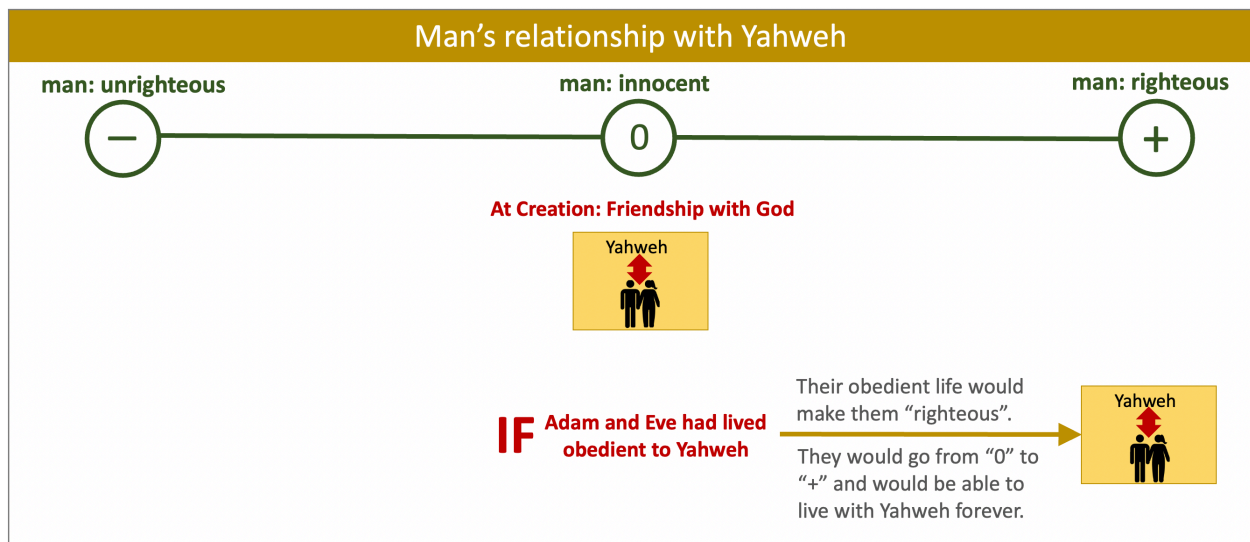 Man’s relationship with Yahweh
man: unrighteous
man: innocent
man: righteous
−
0
+
At Creation: Friendship with God
Yahweh
IF
Adam and Eve had lived
obedient to Yahweh
Their obedient life would
make them “righteous”.
They would go from “0” to
“+” and would be able to
live with Yahweh forever.
Yahweh